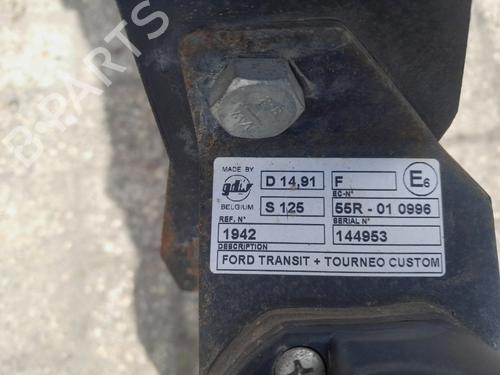 B-PARTS
MADE BY
gdw
BELGIUM
D 14,91
F
EC-N°
E6
S 125
55R - 01 0996
REF. N°
SERIAL N°
1942
144953
DESCRIPTION
FORD TRANSIT + TOURNEO CUSTOM